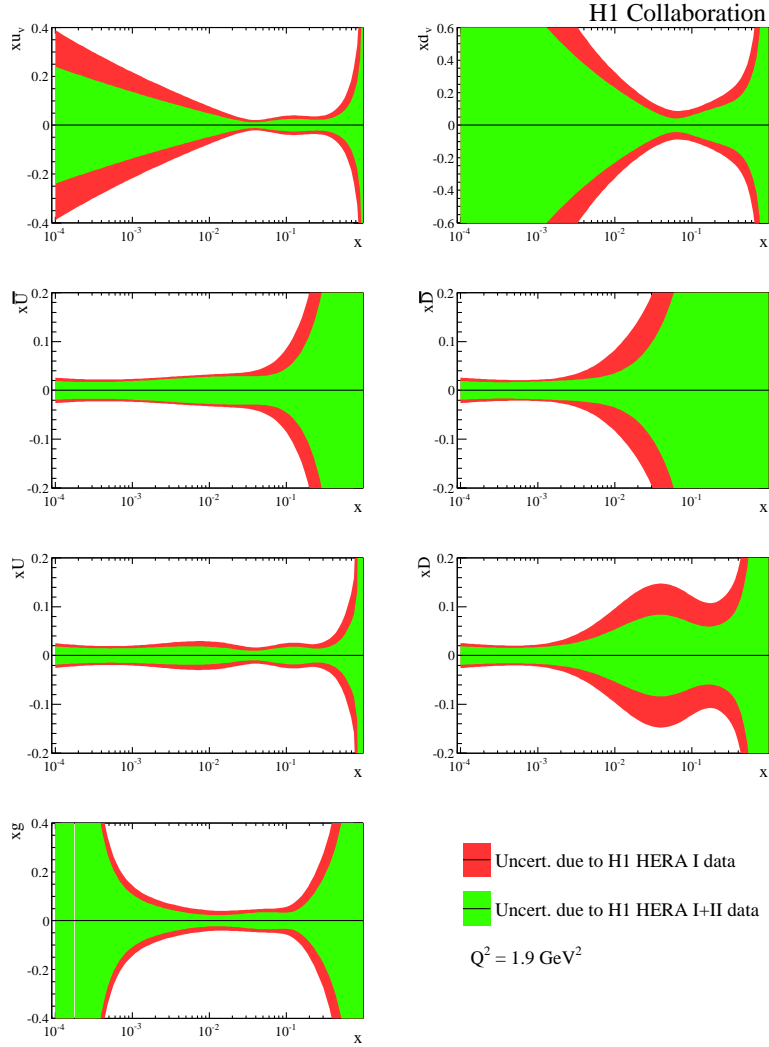 H1 Collaboration
xu_v
0.4
0.2
0
-0.2
-0.4
10^-4 10^-3 10^-2 10^-1 x
xd_v
0.6
0.4
0.2
0
-0.2
-0.4
-0.6
10^-4 10^-3 10^-2 10^-1 x
xU̅
0.2
0.1
0
-0.1
-0.2
10^-4 10^-3 10^-2 10^-1 x
xD̅
0.2
0.1
0
-0.1
-0.2
10^-4 10^-3 10^-2 10^-1 x
xU
0.2
0.1
0
-0.1
-0.2
10^-4 10^-3 10^-2 10^-1 x
xD
0.2
0.1
0
-0.1
-0.2
10^-4 10^-3 10^-2 10^-1 x
xg
0.4
0.2
0
-0.2
-0.4
10^-4 10^-3 10^-2 10^-1 x
Uncert. due to H1 HERA I data
Uncert. due to H1 HERA I+II data
Q² = 1.9 GeV²